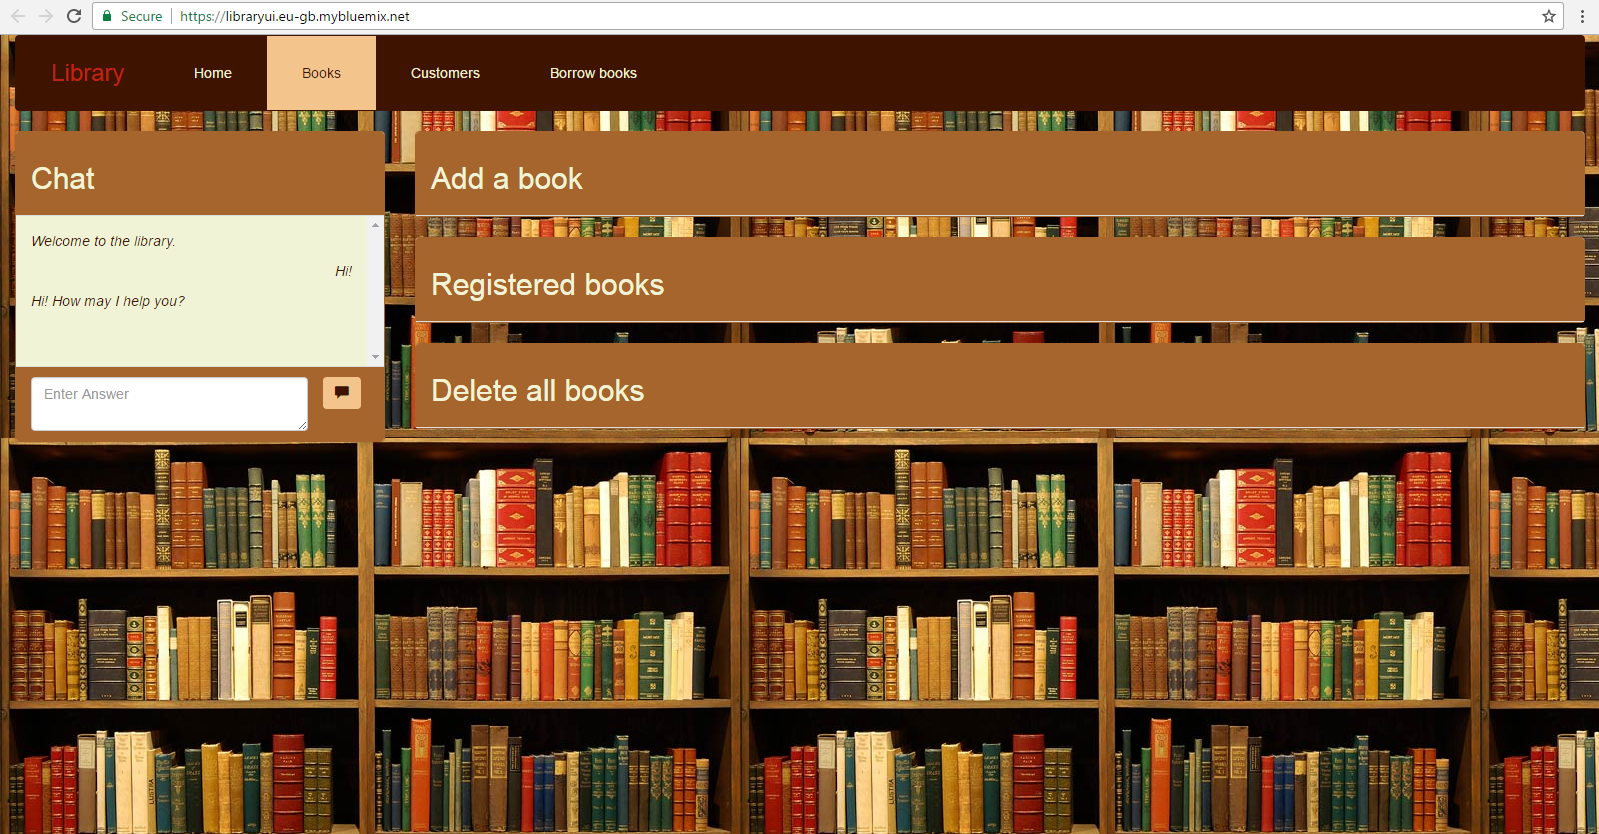 Secure https://libraryui.eu-gb.mybluemix.net
Library Home Books Customers Borrow books
Chat
Welcome to the library.
Hi!
Hi! How may I help you?
Enter Answer
Add a book
Registered books
Delete all books